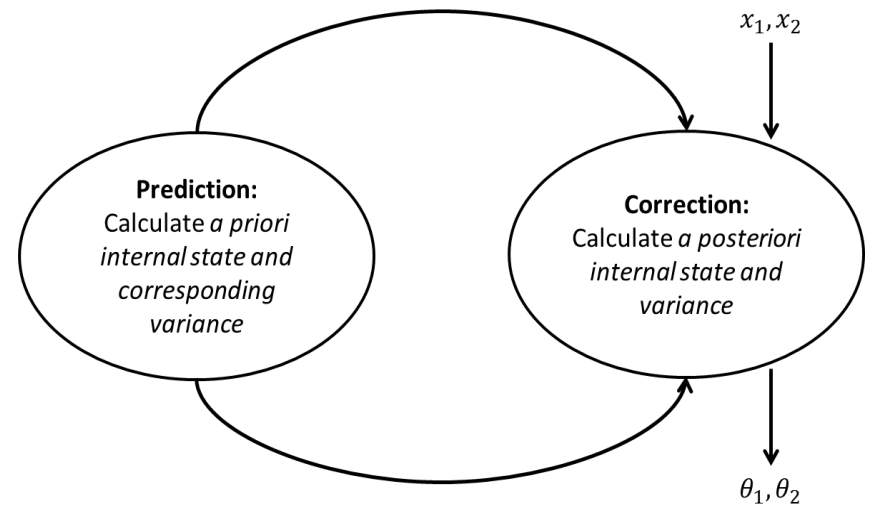 x₁, x₂
Prediction:
Calculate a priori
internal state and
corresponding
variance
Correction:
Calculate a posteriori
internal state and
variance
θ₁, θ₂